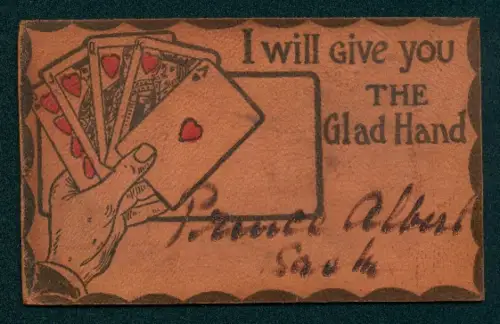 I will Give you
THE
Glad Hand
Prince Albert
Sask